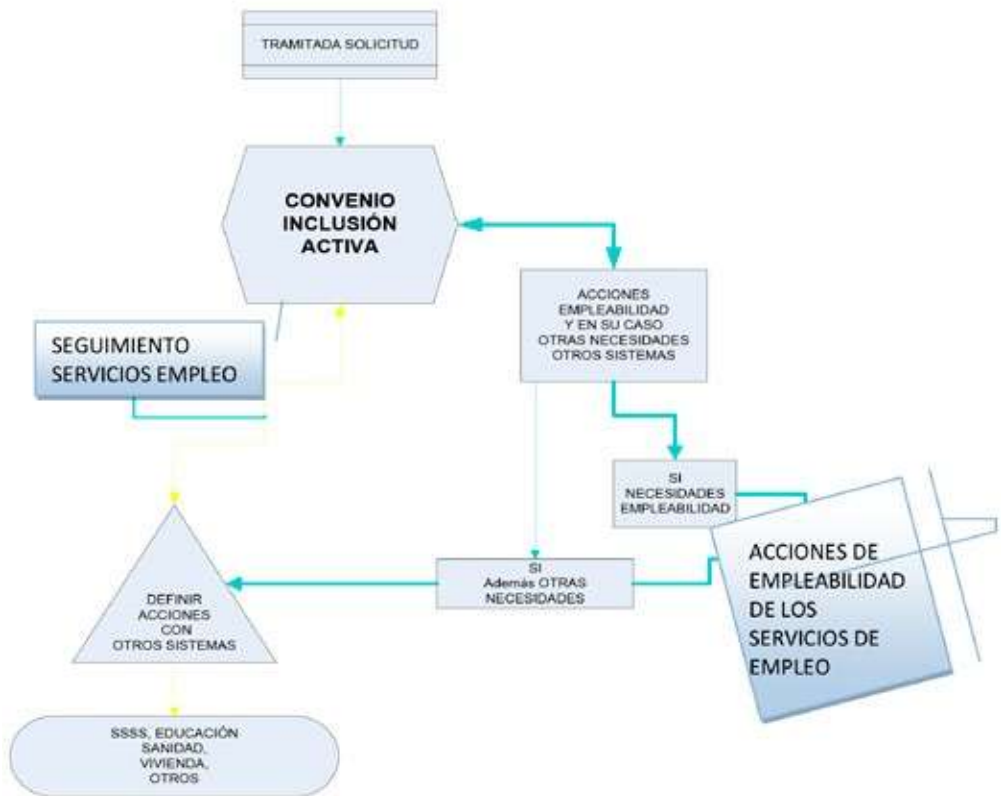 TRAMITADA SOLICITUD
CONVENIO
INCLUSIÓN
ACTIVA
ACCIONES
EMPLEABILIDAD
Y EN SU CASO
OTRAS NECESIDADES
OTROS SISTEMAS
SEGUIMIENTO
SERVICIOS EMPLEO
SI
NECESIDADES
EMPLEABILIDAD
ACCIONES DE
EMPLEABILIDAD
DE LOS
SERVICIOS DE
EMPLEO
SI
Además OTRAS
NECESIDADES
DEFINIR
ACCIONES
CON
OTROS SISTEMAS
SSSS, EDUCACIÓN
SANIDAD,
VIVIENDA,
OTROS